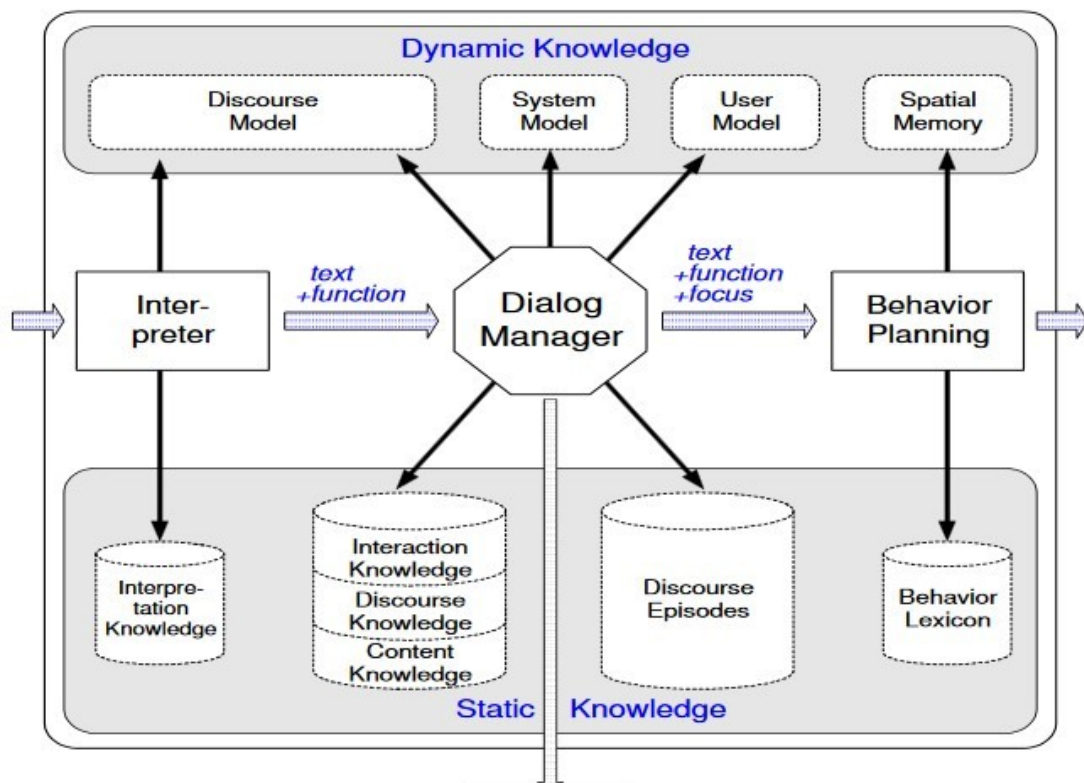 Dynamic Knowledge
Discourse
Model
System
Model
User
Model
Spatial
Memory
Inter-
preter
text
+function
Dialog
Manager
text
+function
+focus
Behavior
Planning
Interpre-
tation
Knowledge
Interaction
Knowledge
Discourse
Knowledge
Content
Knowledge
Discourse
Episodes
Behavior
Lexicon
Static Knowledge